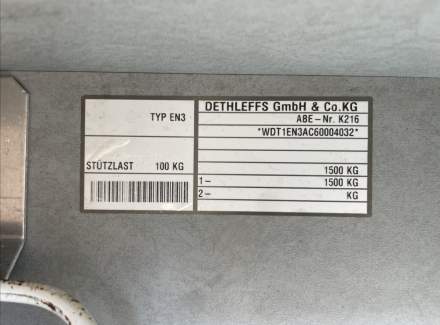 TYP EN3
STÜTZLAST 100 KG
DETHLEFFS GmbH & Co.KG
ABE-Nr. K216
*WDT1EN3AC60004032*
1500 KG
1- 1500 KG
2- KG